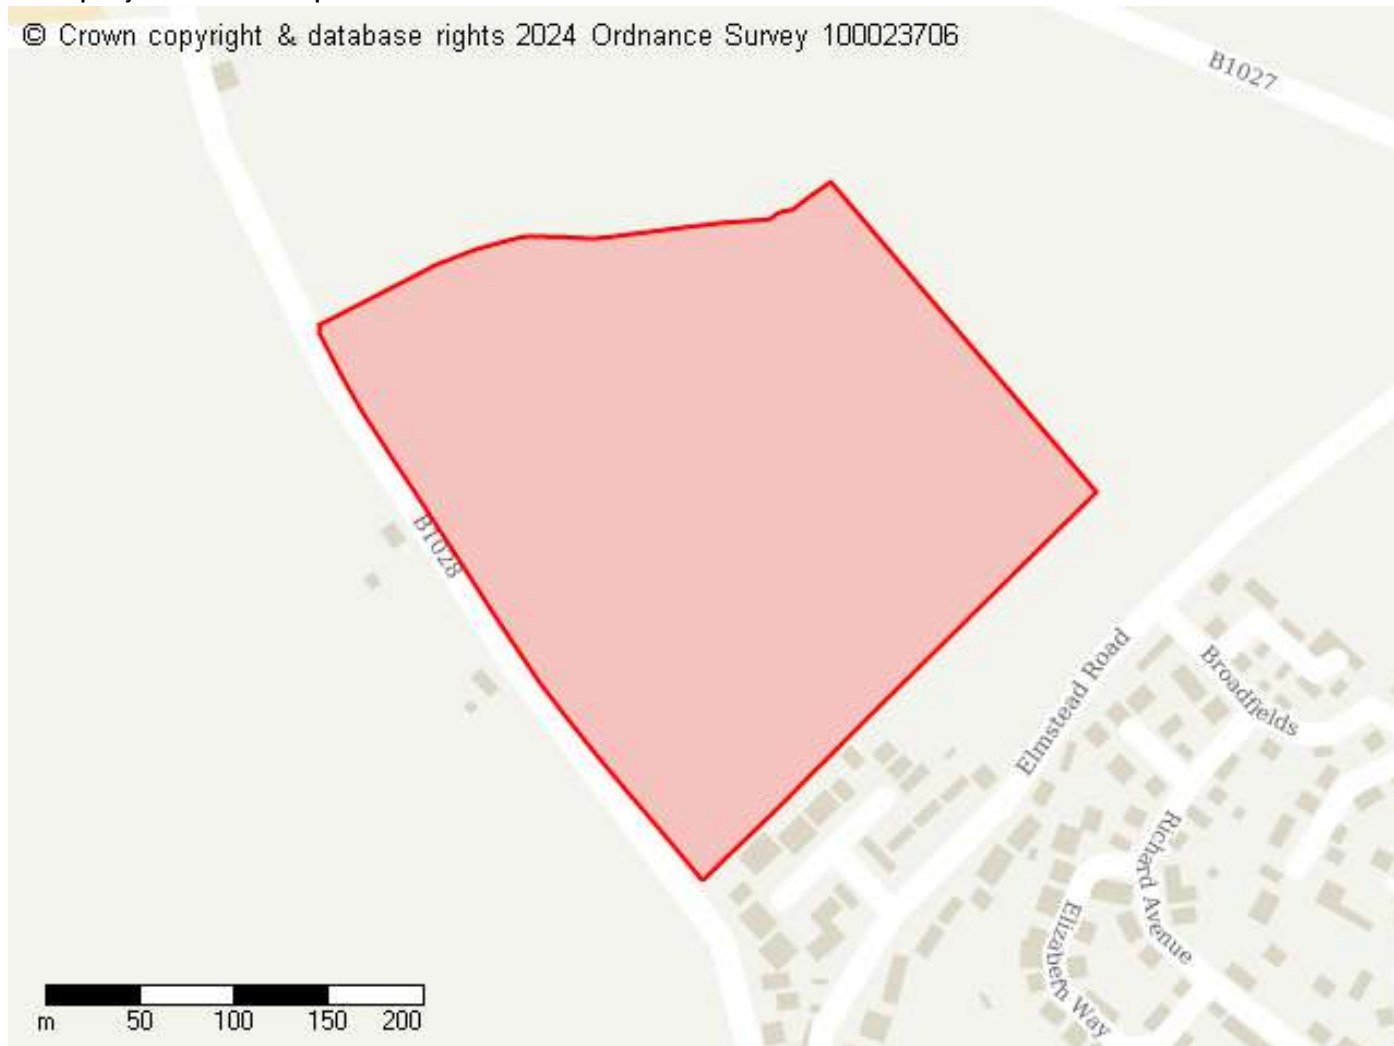 © Crown copyright & database rights 2024 Ordnance Survey 100023706
B1027
B1028
Elmstead Road
Broadfields
Richard Avenue
Elizabeth Way
m 50 100 150 200